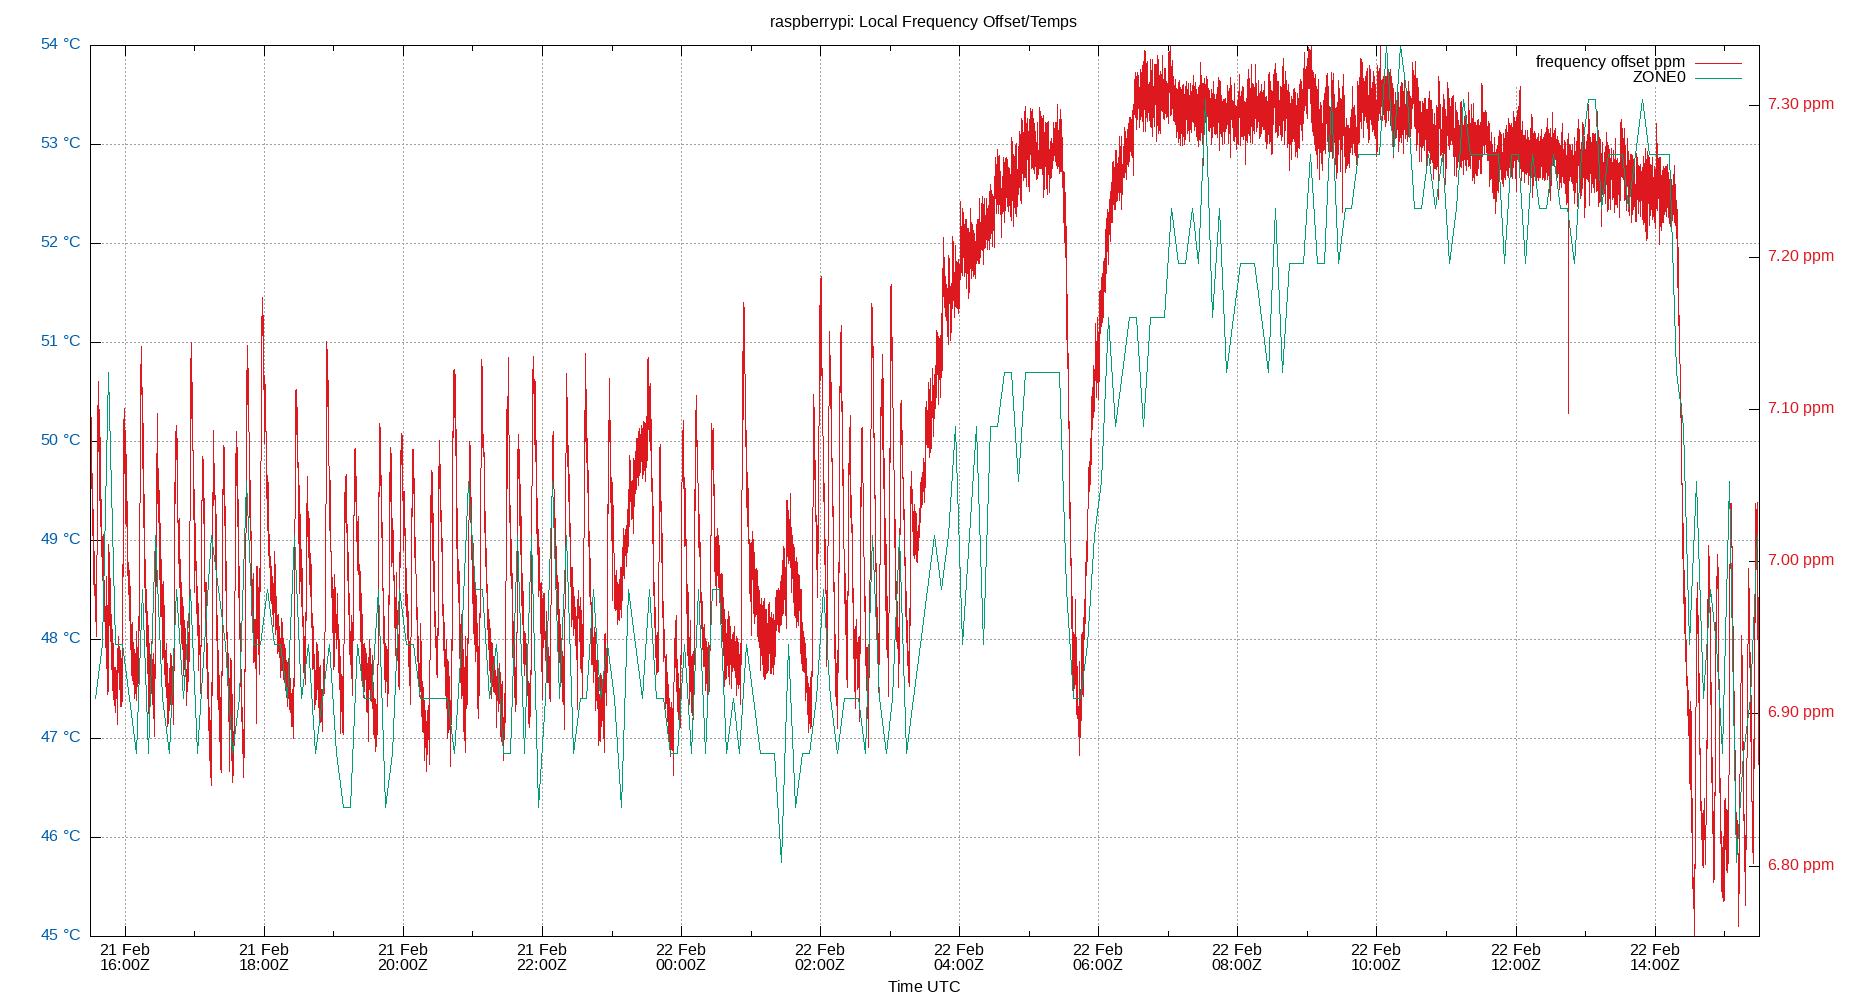 raspberrypi: Local Frequency Offset/Temps
frequency offset ppm
ZONE0
54 °C
53 °C
52 °C
51 °C
50 °C
49 °C
48 °C
47 °C
46 °C
45 °C
7.30 ppm
7.20 ppm
7.10 ppm
7.00 ppm
6.90 ppm
6.80 ppm
21 Feb
16:00Z
21 Feb
18:00Z
21 Feb
20:00Z
21 Feb
22:00Z
22 Feb
00:00Z
22 Feb
02:00Z
22 Feb
04:00Z
22 Feb
06:00Z
22 Feb
08:00Z
22 Feb
10:00Z
22 Feb
12:00Z
22 Feb
14:00Z
Time UTC